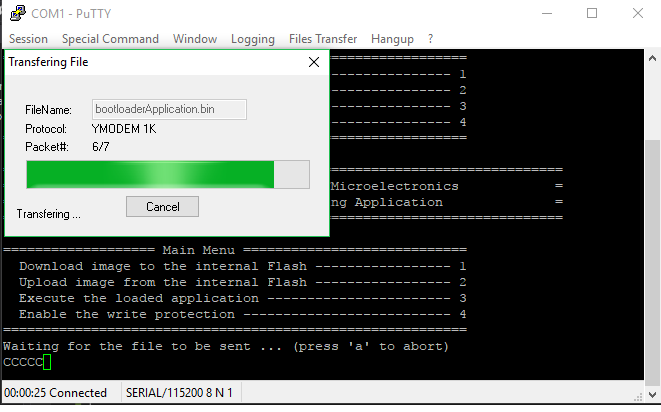 COM1 - PuTTY
Session Special Command Window Logging Files Transfer Hangup ?
Transfering File
FileName: bootloaderApplication.bin
Protocol: YMODEM 1K
Packet#: 6/7
Transfering ...
Cancel
================
------------------ 1
------------------ 2
------------------ 3
------------------ 4
================
============================
Microelectronics =
ng Application =
============================
=================== Main Menu ============================
Download image to the internal Flash ----------------- 1
Upload image from the internal Flash ----------------- 2
Execute the loaded application ----------------------- 3
Enable the write protection -------------------------- 4
==========================================================
Waiting for the file to be sent ... (press 'a' to abort)
CCCCC
00:00:25 Connected SERIAL/115200 8 N 1